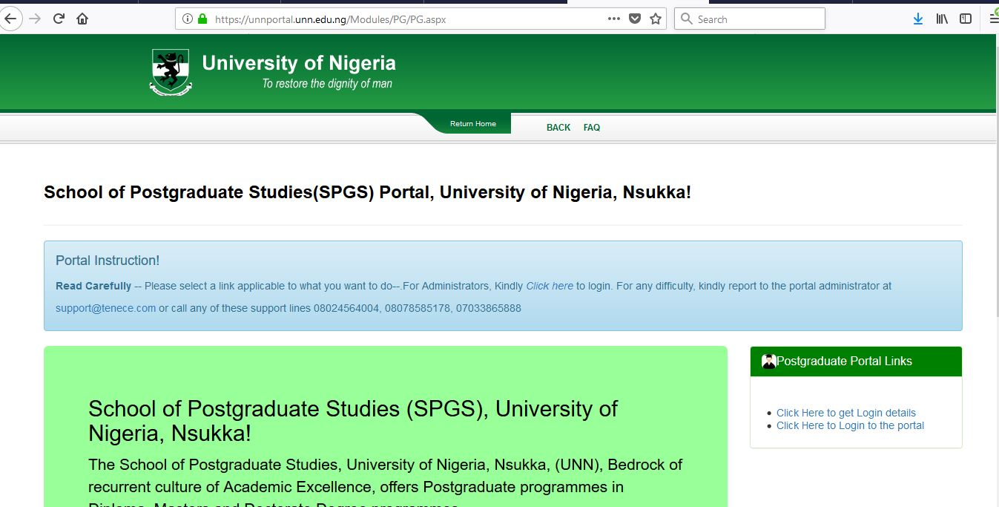 https://unnportal.unn.edu.ng/Modules/PG/PG.aspx
Search
University of Nigeria
To restore the dignity of man
Return Home
BACK FAQ
School of Postgraduate Studies(SPGS) Portal, University of Nigeria, Nsukka!
Portal Instruction!
Read Carefully -- Please select a link applicable to what you want to do--.For Administrators, Kindly Click here to login. For any difficulty, kindly report to the portal administrator at
support@tenece.com or call any of these support lines 08024564004, 08078585178, 07033865888
School of Postgraduate Studies (SPGS), University of
Nigeria, Nsukka!
The School of Postgraduate Studies, University of Nigeria, Nsukka, (UNN), Bedrock of
recurrent culture of Academic Excellence, offers Postgraduate programmes in
Diploma, Masters and Doctorate Degree programmes
Postgraduate Portal Links
Click Here to get Login details
Click Here to Login to the portal